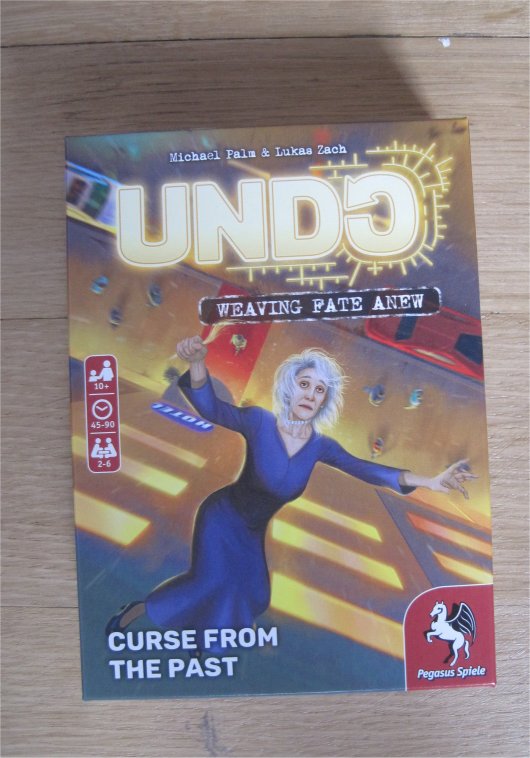 Michael Palm & Lukas Zach
UNDO
WEAVING FATE ANEW
10+
45-90
2-6
HOTEL
CURSE FROM
THE PAST
Pegasus Spiele